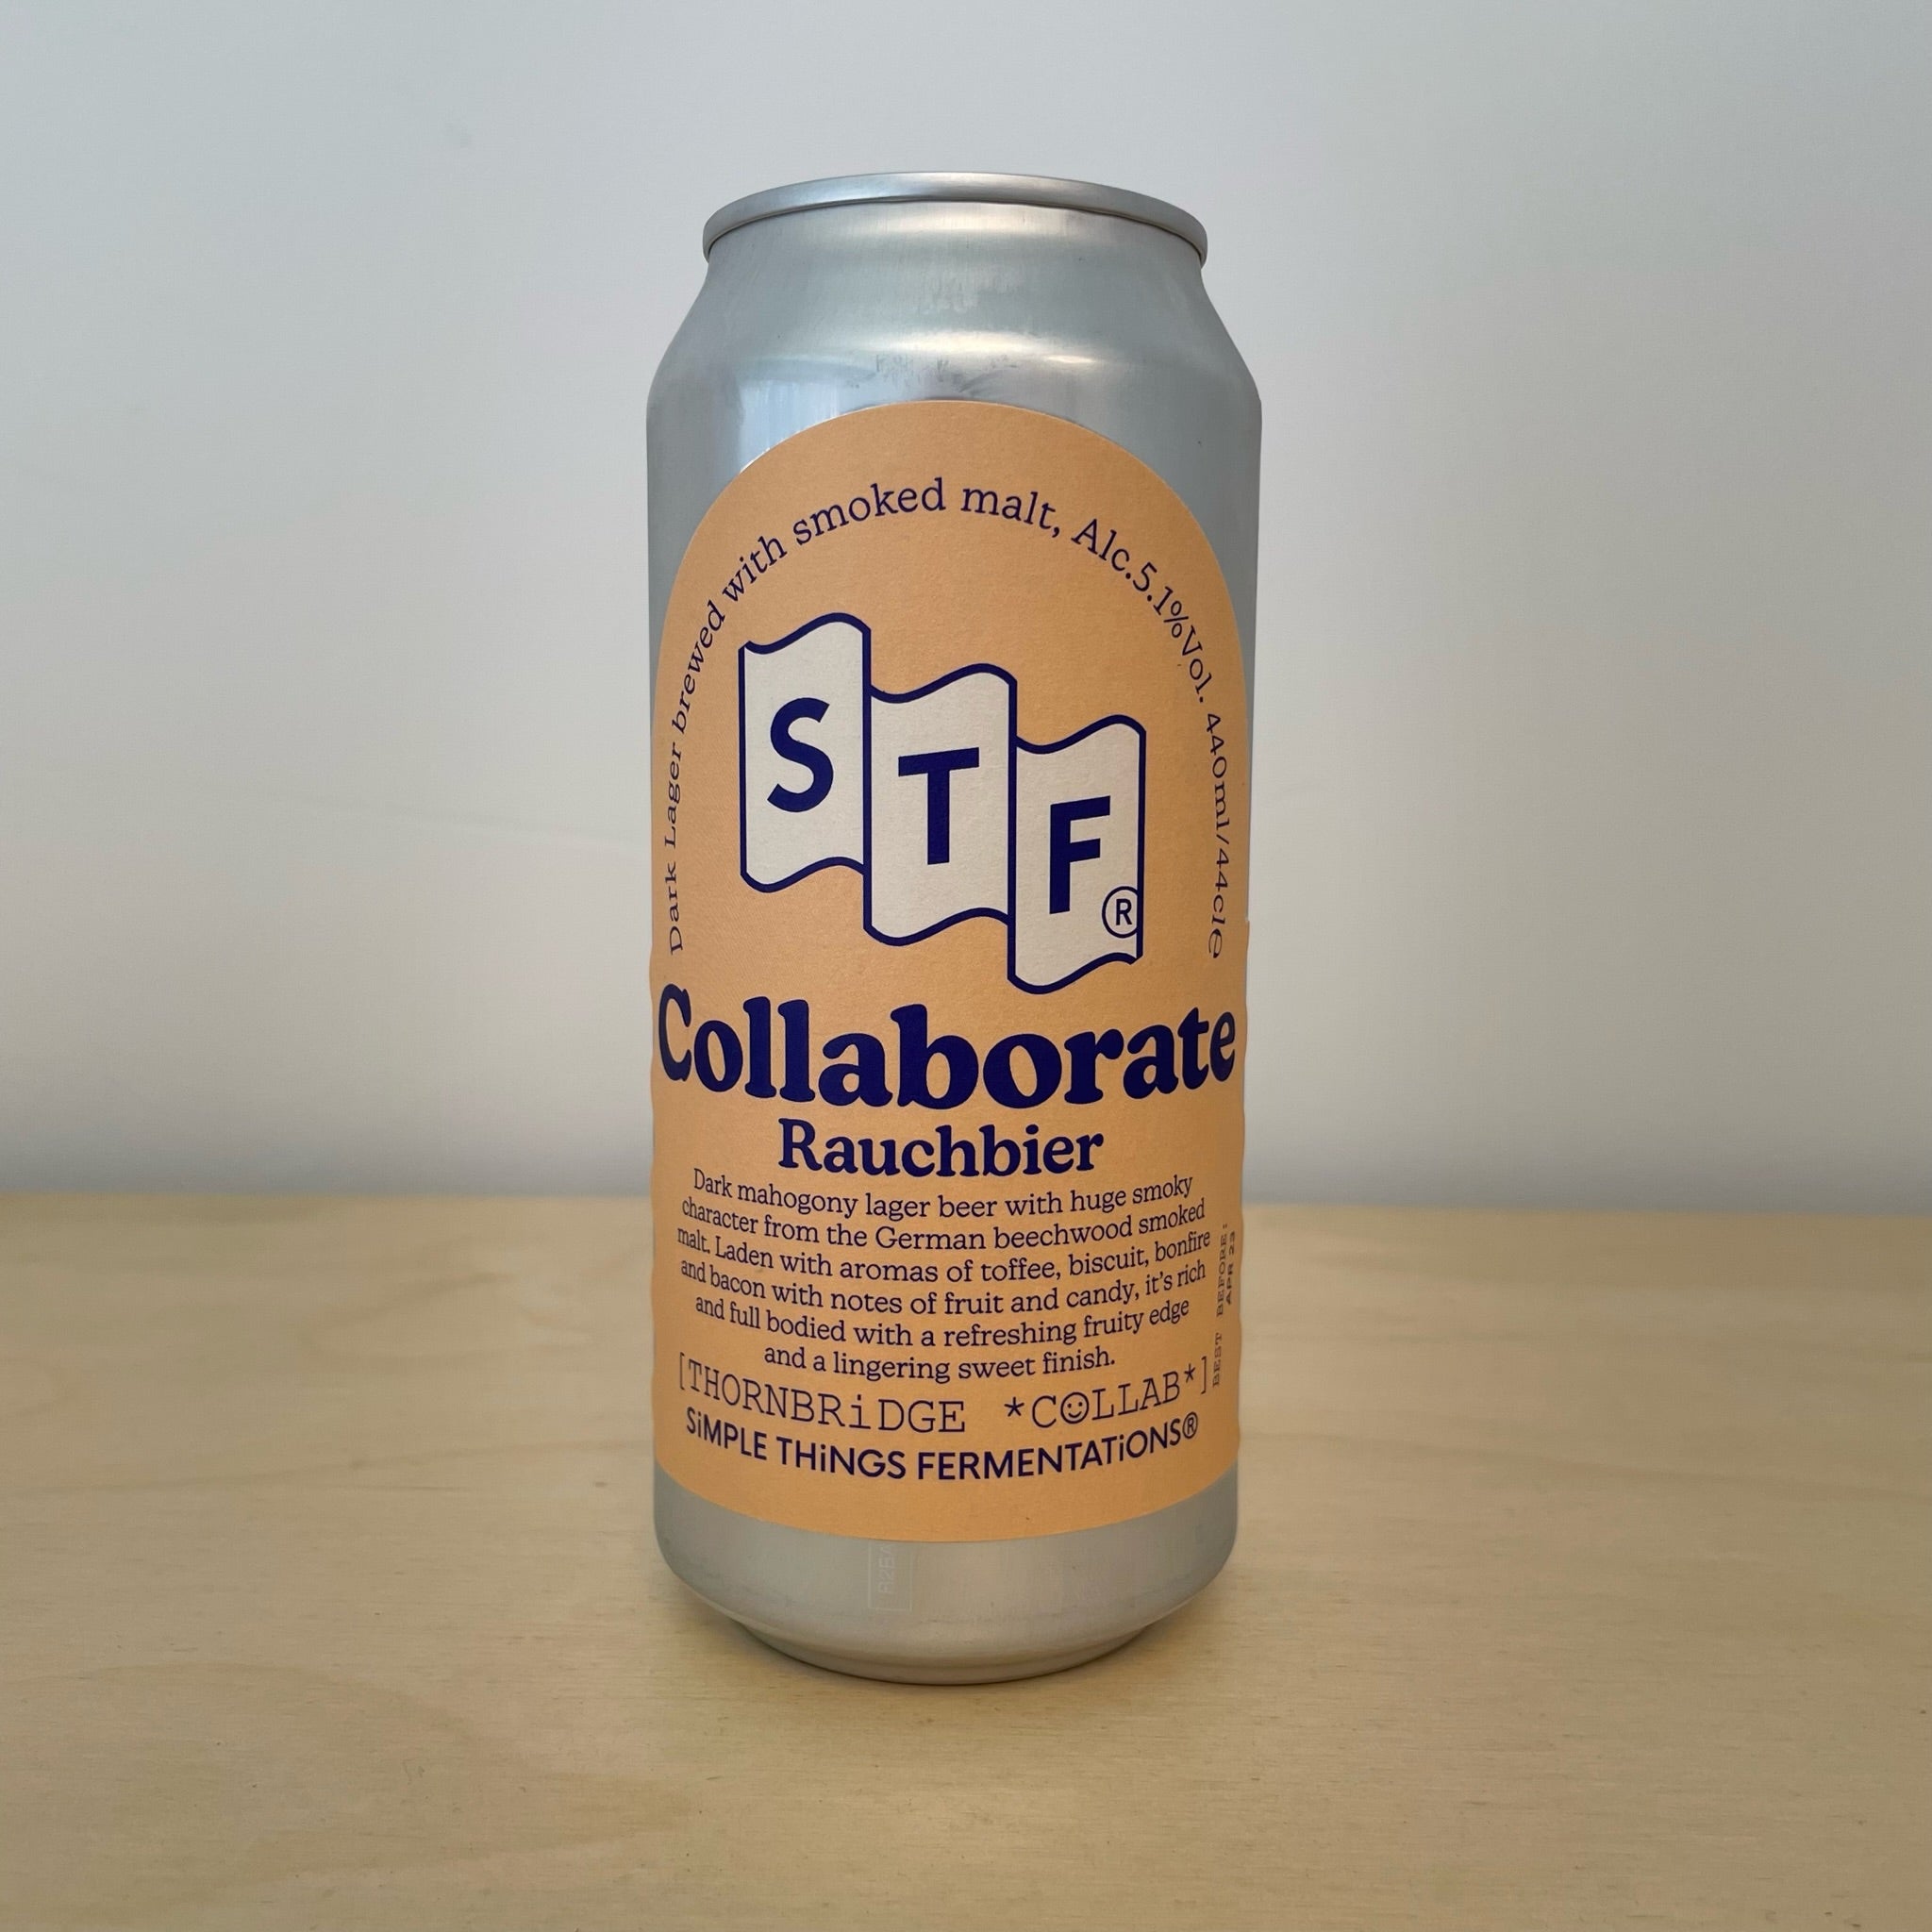 Dark Lager brewed with smoked malt, Alc.5.1%Vol. 440ml/44cl℮
S T F ®
Collaborate
Rauchbier
Dark mahogony lager beer with huge smoky
character from the German beechwood smoked
malt. Laden with aromas of toffee, biscuit, bonfire
and bacon with notes of fruit and candy, it's rich
and full bodied with a refreshing fruity edge
and a lingering sweet finish.
[THORNBRiDGE *C☺LLAB*]
SiMPLE THiNGS FERMENTATiONS®
BEST BEFORE:
APR 23